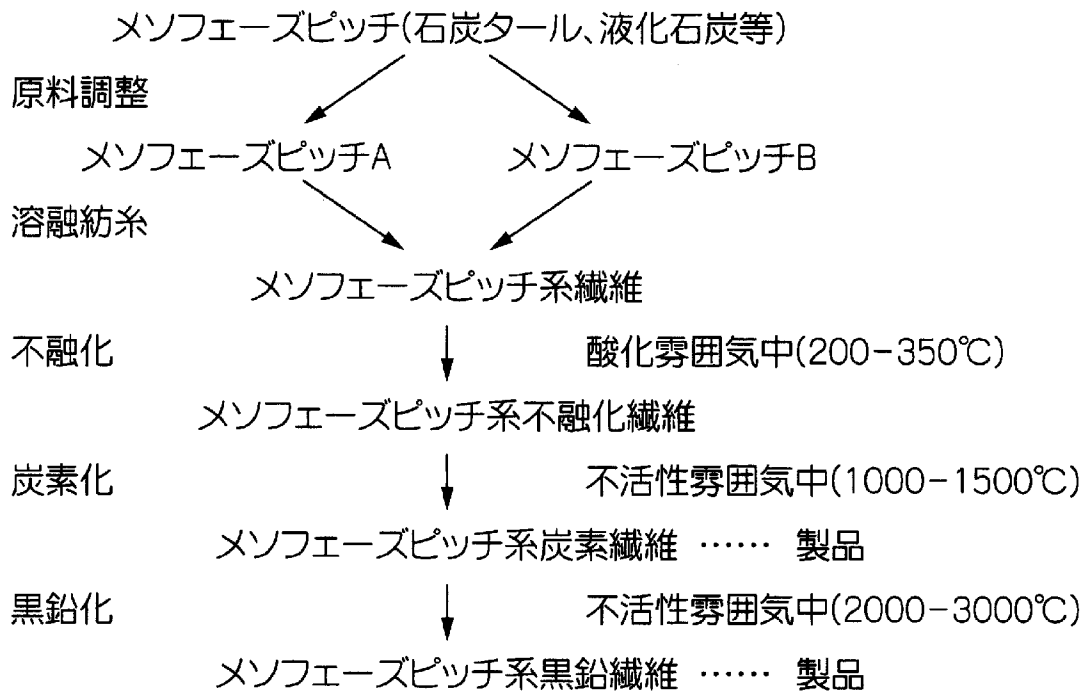 メソフェーズピッチ(石炭タール、液化石炭等)
原料調整
メソフェーズピッチA メソフェーズピッチB
溶融紡糸
メソフェーズピッチ系繊維
不融化 酸化雰囲気中(200-350℃)
メソフェーズピッチ系不融化繊維
炭素化 不活性雰囲気中(1000-1500℃)
メソフェーズピッチ系炭素繊維 …… 製品
黒鉛化 不活性雰囲気中(2000-3000℃)
メソフェーズピッチ系黒鉛繊維 …… 製品